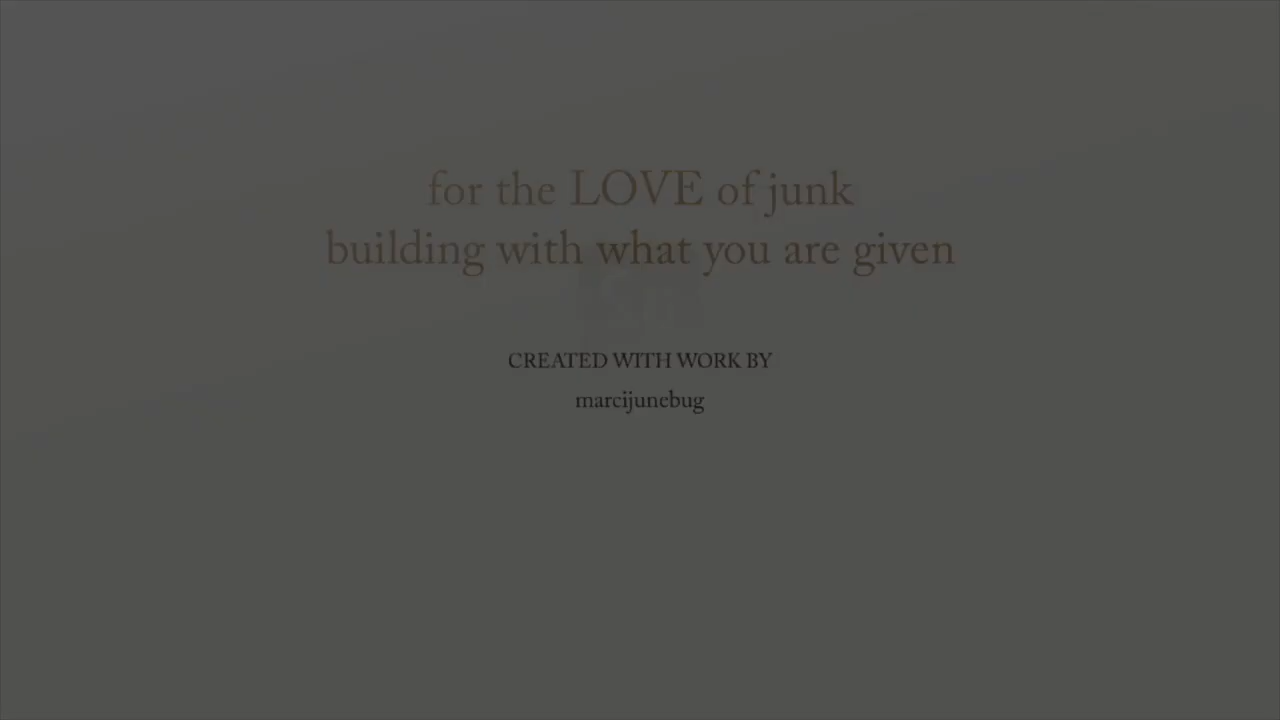 for the LOVE of junk
building with what you are given
CREATED WITH WORK BY
marcijunebug